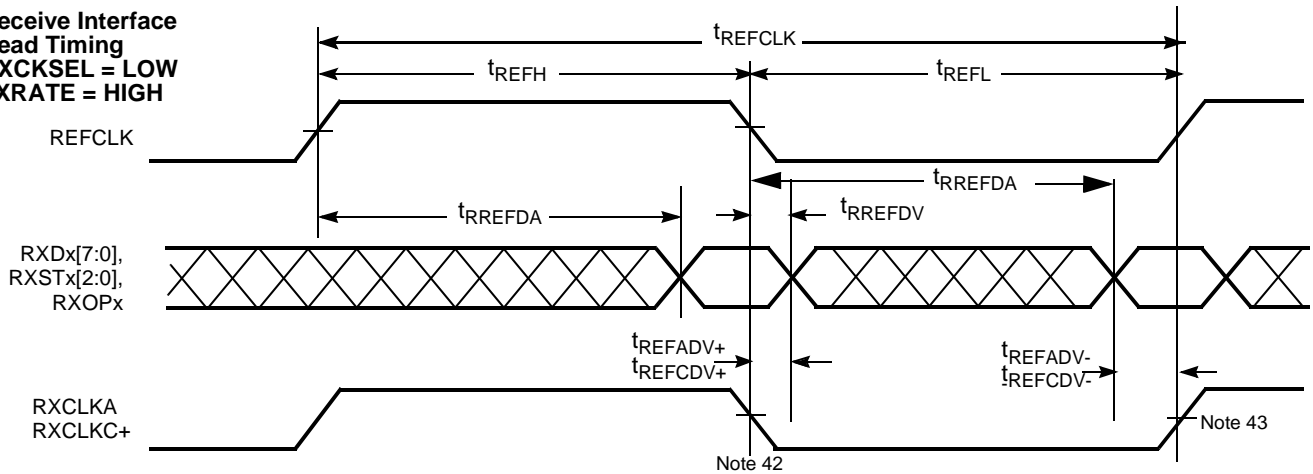 eceive Interface
ead Timing
XCKSEL = LOW
XRATE = HIGH
tREFCLK
tREFH
tREFL
REFCLK
tRREFDA
tRREFDA
tRREFDV
RXDx[7:0],
RXSTx[2:0],
RXOPx
tREFADV+
tREFCDV+
tREFADV-
tREFCDV-
RXCLKA
RXCLKC+
Note 43
Note 42